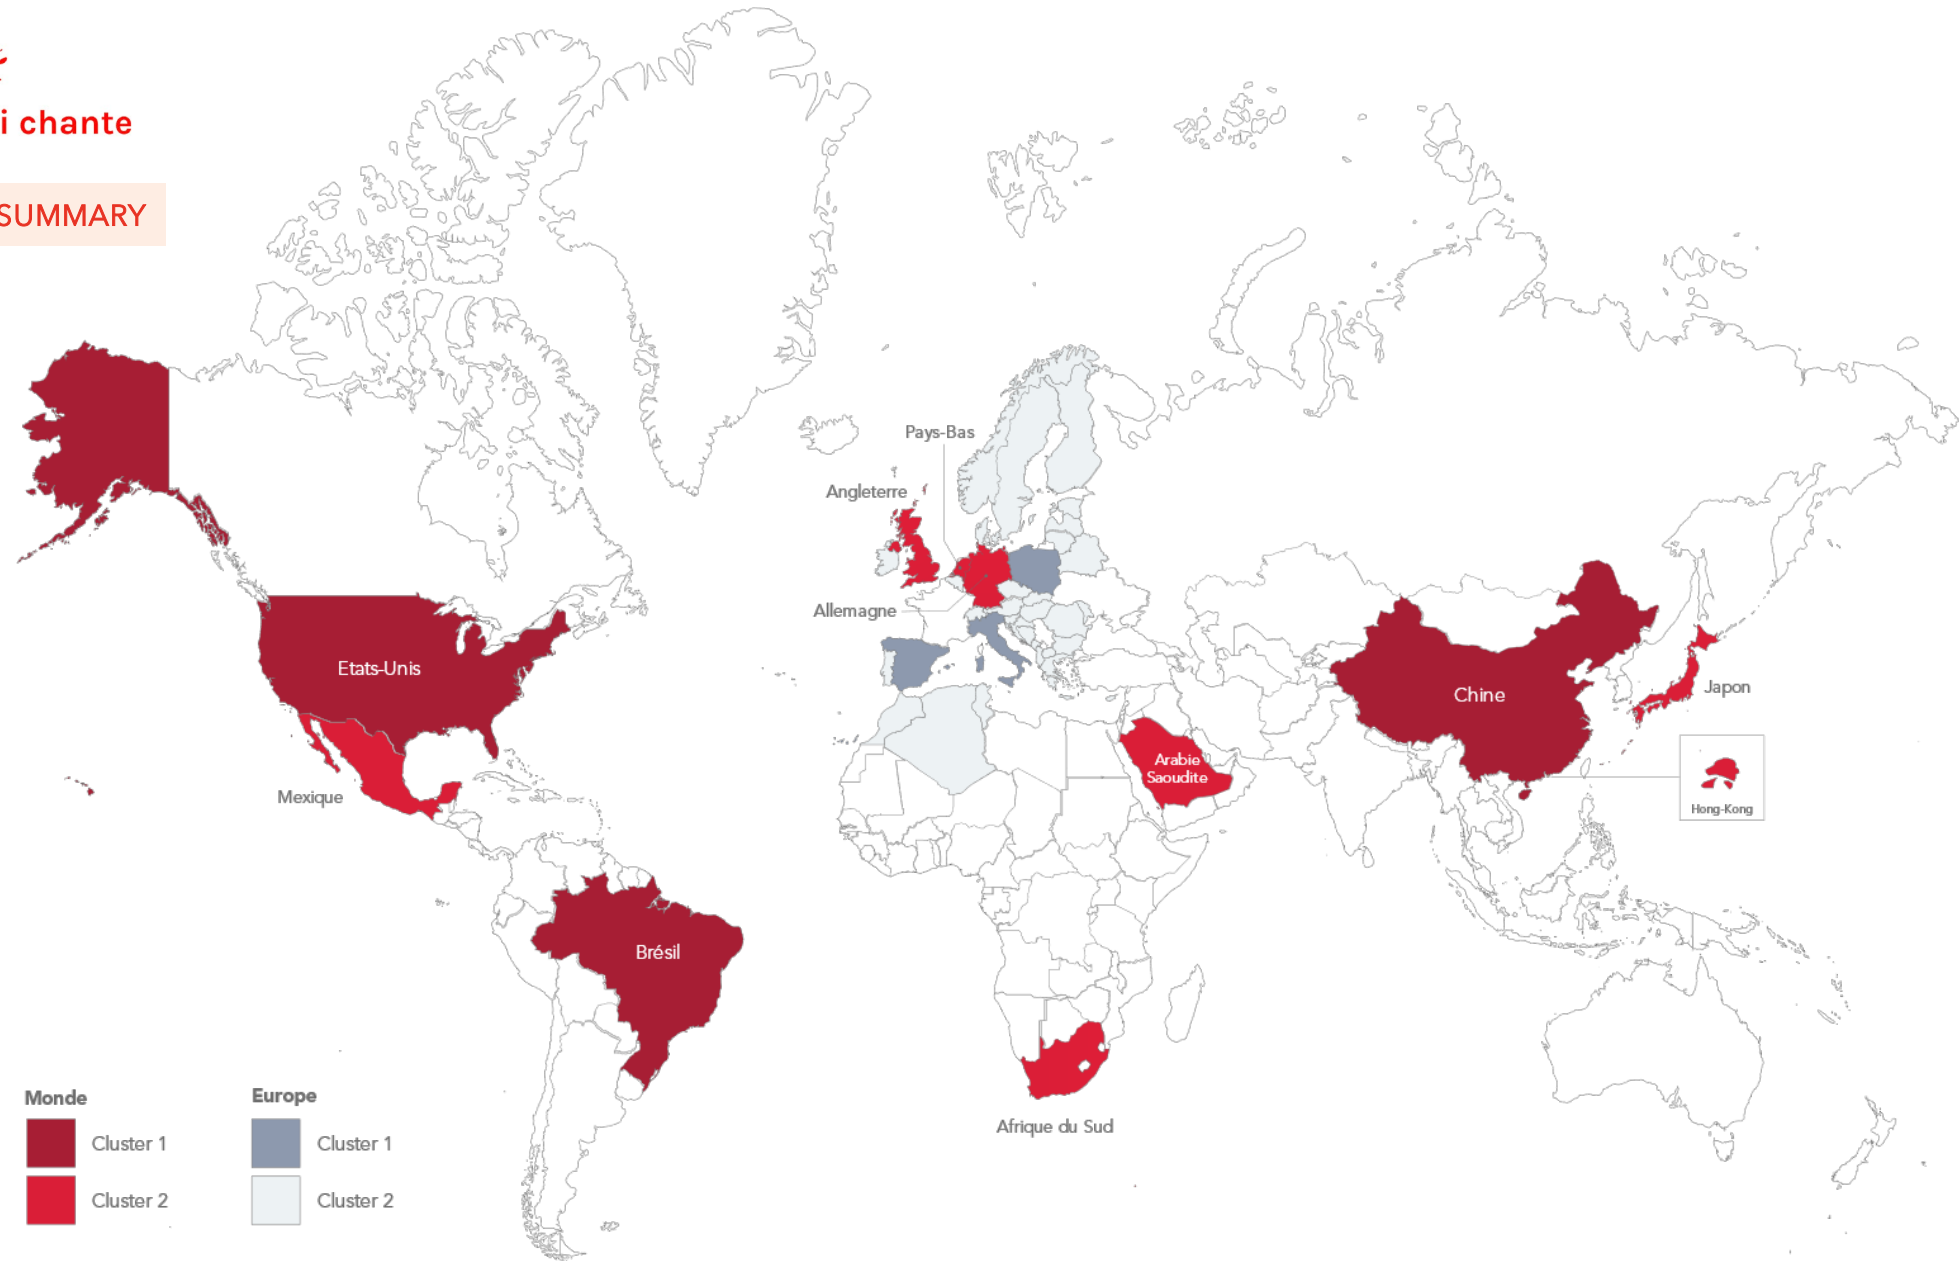 i chante
SUMMARY
Pays-Bas
Angleterre
Allemagne
Etats-Unis
Chine
Japon
Arabie
Saoudite
Mexique
Hong-Kong
Brésil
Afrique du Sud
Monde
Cluster 1
Cluster 2
Europe
Cluster 1
Cluster 2